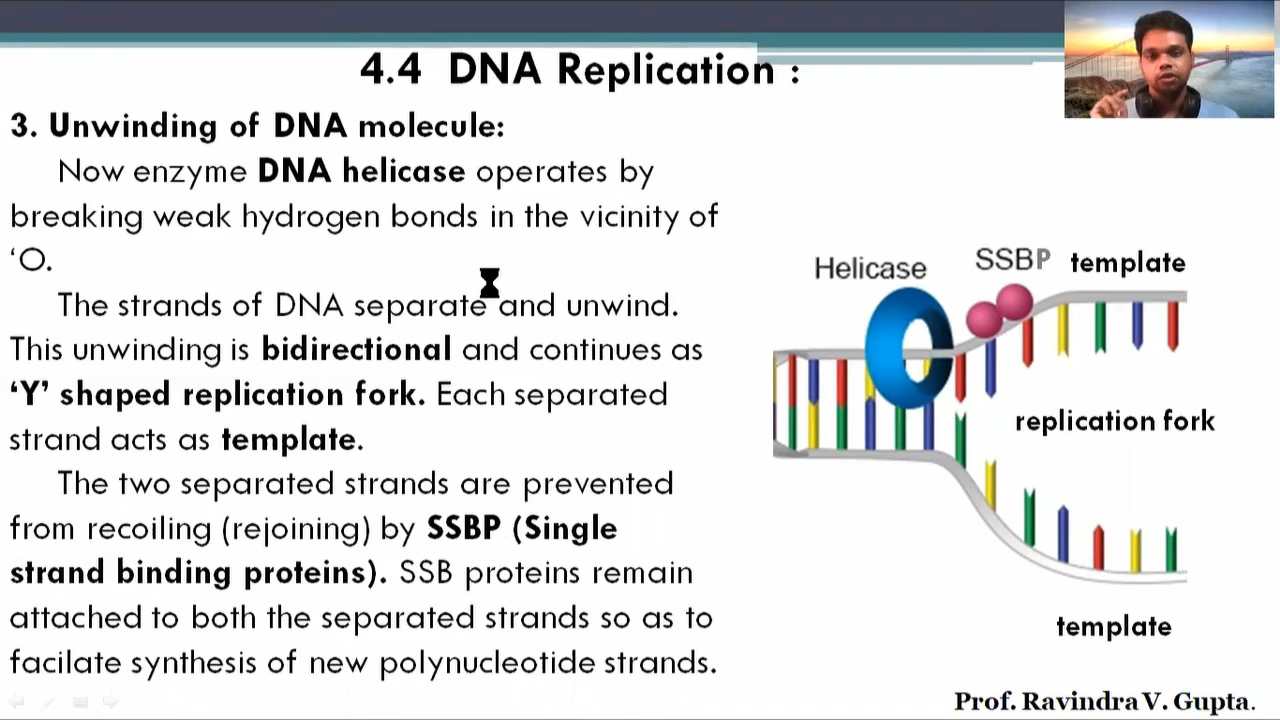 4.4 DNA Replication :
3. Unwinding of DNA molecule:
Now enzyme DNA helicase operates by
breaking weak hydrogen bonds in the vicinity of
‘O.
The strands of DNA separate and unwind.
This unwinding is bidirectional and continues as
‘Y’ shaped replication fork. Each separated
strand acts as template.
The two separated strands are prevented
from recoiling (rejoining) by SSBP (Single
strand binding proteins). SSB proteins remain
attached to both the separated strands so as to
facilate synthesis of new polynucleotide strands.
Helicase
SSBP
template
replication fork
template
Prof. Ravindra V. Gupta.